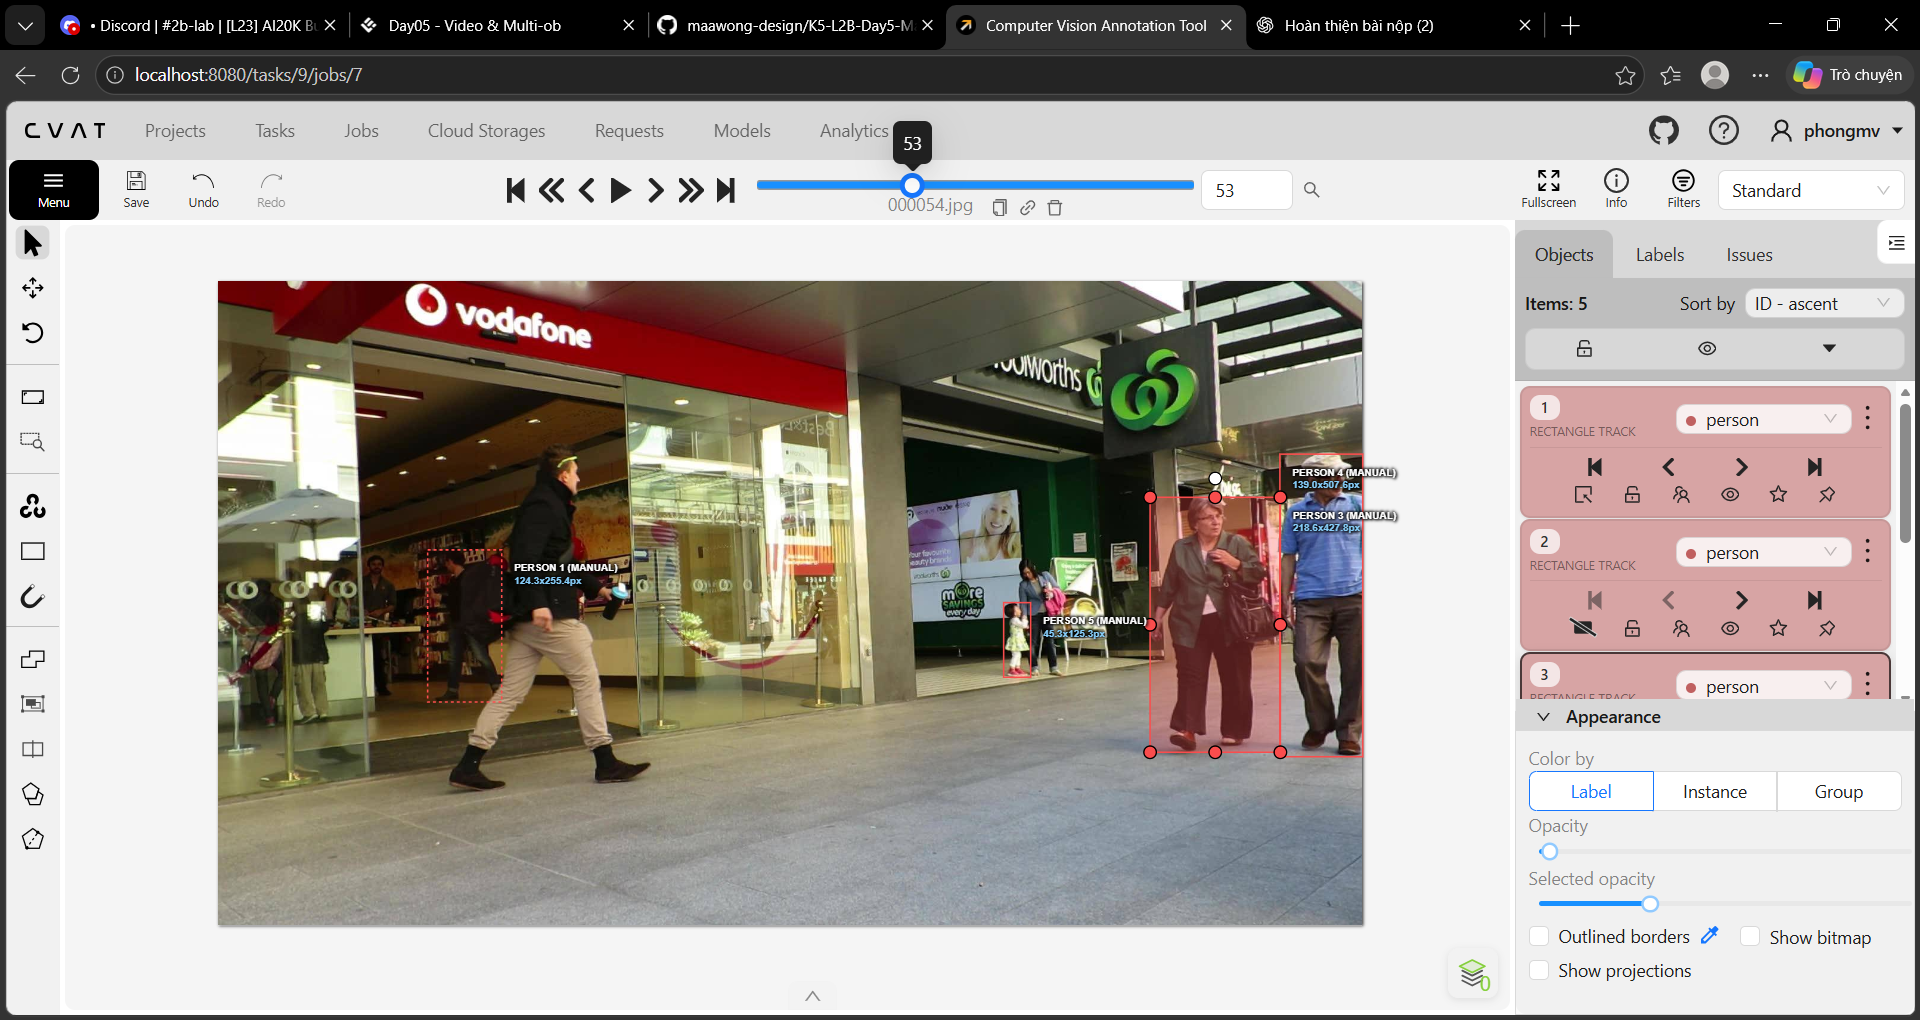 • Discord | #2b-lab | [L23] AI20K B
Day05 - Video & Multi-ob
maawong-design/K5-L2B-Day5-M
Computer Vision Annotation Tool
Hoàn thiện bài nộp (2)
localhost:8080/tasks/9/jobs/7
Trò chuyện
CVAT
Projects
Tasks
Jobs
Cloud Storages
Requests
Models
Analytics
53
phongmv
Menu
Save
Undo
Redo
000054.jpg
53
Fullscreen
Info
Filters
Standard
Objects
Labels
Issues
Items: 5
Sort by
ID - ascent
1
person
RECTANGLE TRACK
2
person
RECTANGLE TRACK
3
person
RECTANGLE TRACK
vodafone
oolworths
PERSON 4 (MANUAL)
139.0x507.6px
PERSON 3 (MANUAL)
218.6x427.8px
PERSON 1 (MANUAL)
124.3x255.4px
more
SAVINGS
every day
PERSON 5 (MANUAL)
45.3x125.3px
Appearance
Color by
Label
Instance
Group
Opacity
Selected opacity
Outlined borders
Show bitmap
Show projections
0